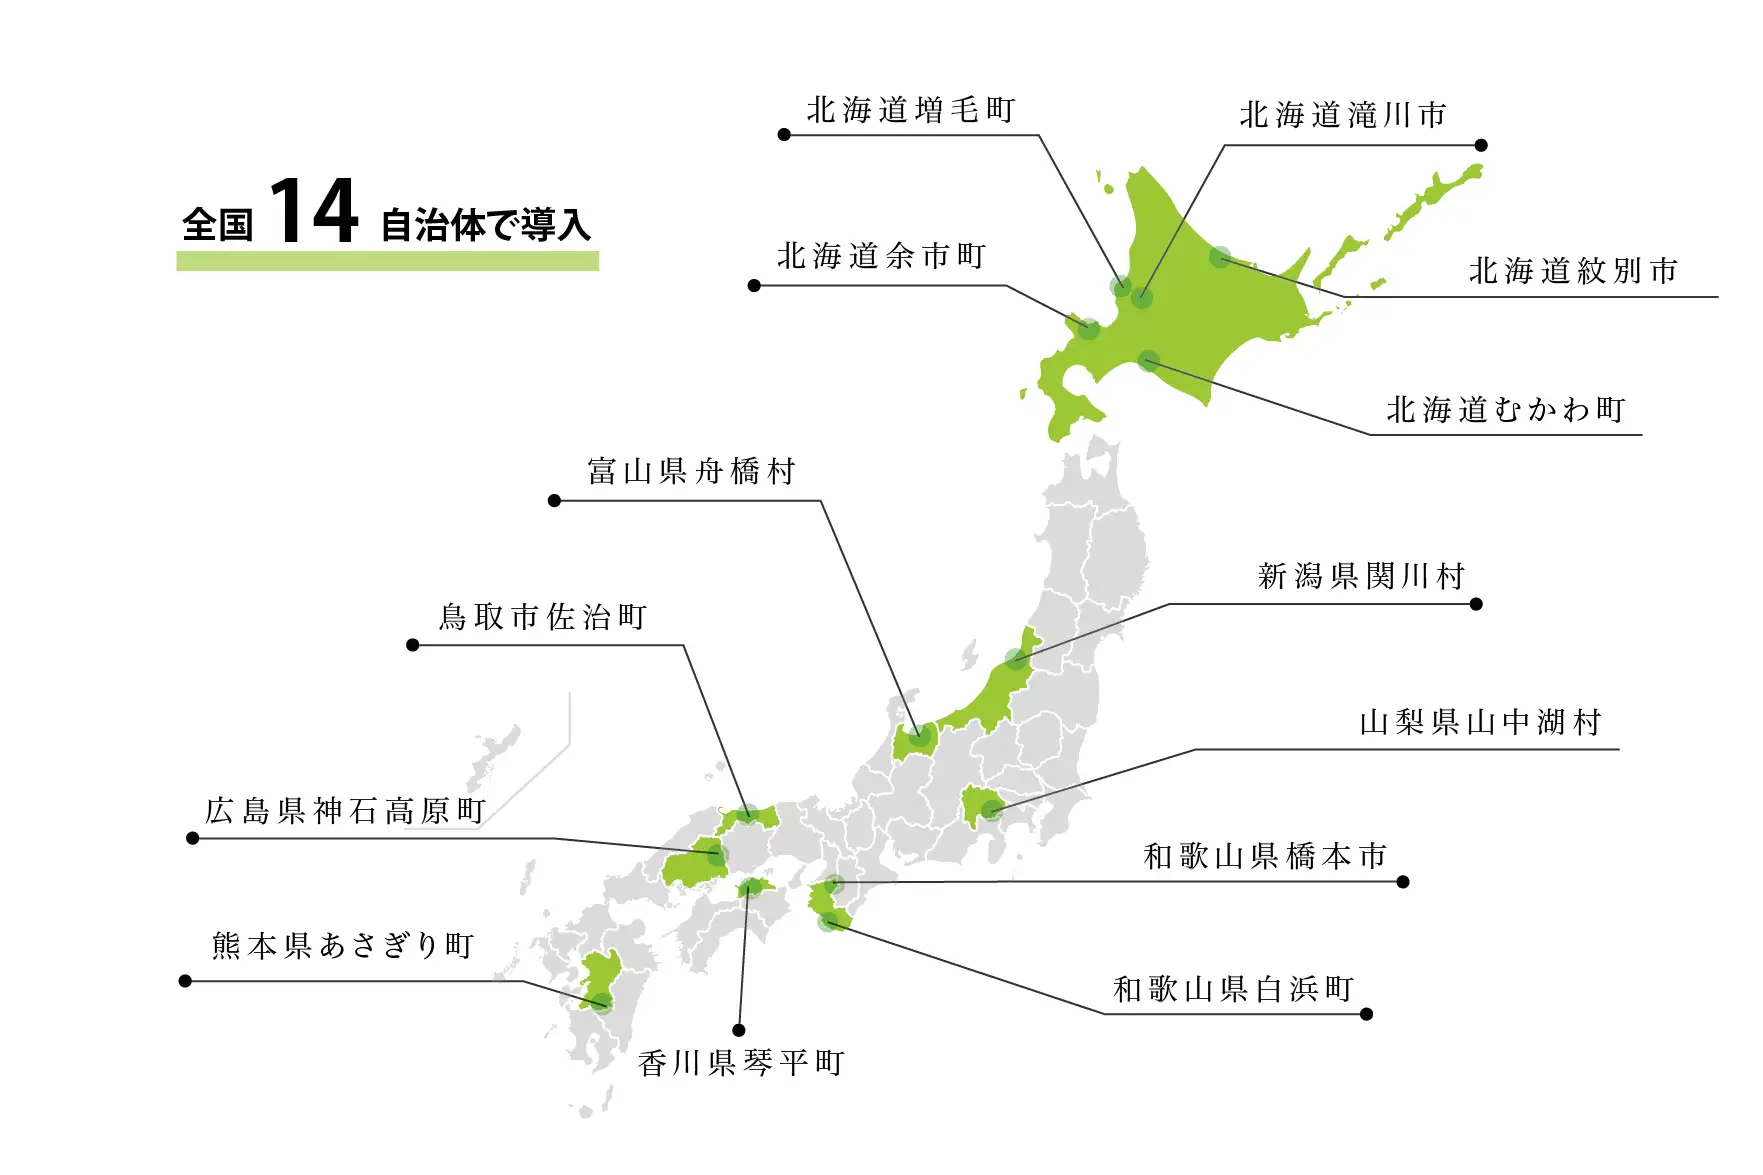 全国 14 自治体で導入
北海道増毛町
北海道滝川市
北海道余市町
北海道紋別市
北海道むかわ町
富山県舟橋村
新潟県関川村
鳥取市佐治町
山梨県山中湖村
広島県神石高原町
和歌山県橋本市
熊本県あさぎり町
和歌山県白浜町
香川県琴平町